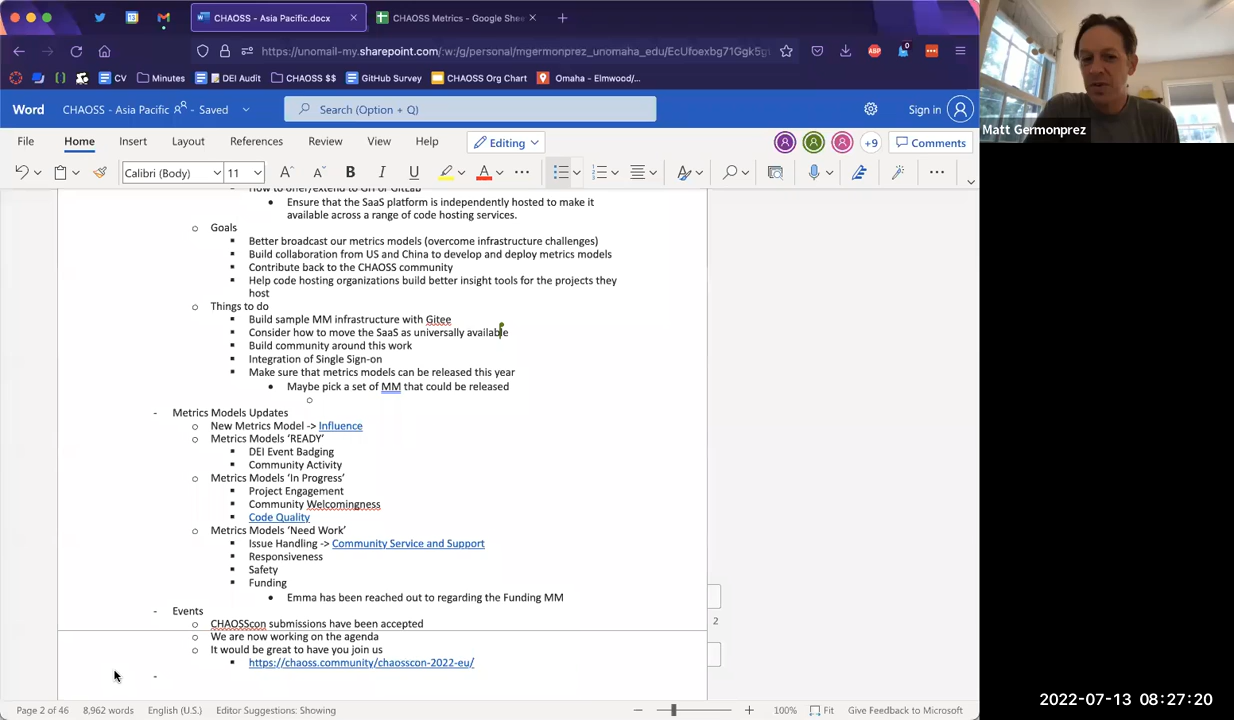 CHAOSS - Asia Pacific.docx
CHAOSS Metrics - Google She
https://unomail-my.sharepoint.com/:w:/g/personal/mgermonprez_unomaha_edu/EcUfoexbg71Ggk5g
ABP
0
CV
Minutes
DEI Audit
CHAOSS $$
GitHub Survey
CHAOSS Org Chart
Omaha - Elmwood/...
Word
CHAOSS - Asia Pacific
- Saved
Search (Option + Q)
Sign in
File
Home
Insert
Layout
References
Review
View
Help
Editing
+9
Comments
Calibri (Body)
11
B
I
U
How to offer/extend to GH or GitLab
Ensure that the SaaS platform is independently hosted to make it
available across a range of code hosting services.
Goals
Better broadcast our metrics models (overcome infrastructure challenges)
Build collaboration from US and China to develop and deploy metrics models
Contribute back to the CHAOSS community
Help code hosting organizations build better insight tools for the projects they
host
Things to do
Build sample MM infrastructure with Gitee
Consider how to move the SaaS as universally available
Build community around this work
Integration of Single Sign-on
Make sure that metrics models can be released this year
Maybe pick a set of MM that could be released
- Metrics Models Updates
New Metrics Model -> Influence
Metrics Models ‘READY’
DEI Event Badging
Community Activity
Metrics Models ‘In Progress’
Project Engagement
Community Welcomingness
Code Quality
Metrics Models ‘Need Work’
Issue Handling -> Community Service and Support
Responsiveness
Safety
Funding
Emma has been reached out to regarding the Funding MM
- Events
CHAOSScon submissions have been accepted
We are now working on the agenda
It would be great to have you join us
https://chaoss.community/chaosscon-2022-eu/
-
2
Page 2 of 46
8,962 words
English (U.S.)
Editor Suggestions: Showing
100%
Fit
Give Feedback to Microsoft
Matt Germonprez
2022-07-13 08:27:20